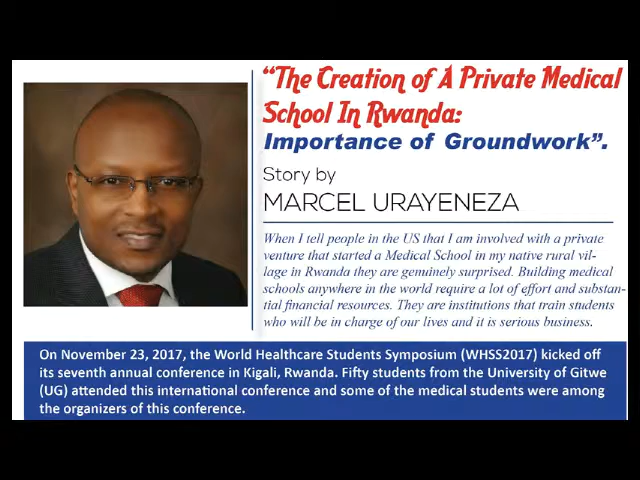 “The Creation of A Private Medical
School In Rwanda:
Importance of Groundwork”.
Story by
MARCEL URAYENEZA
When I tell people in the US that I am involved with a private
venture that started a Medical School in my native rural vil-
lage in Rwanda they are genuinely surprised. Building medical
schools anywhere in the world require a lot of effort and substan-
tial financial resources. They are institutions that train students
who will be in charge of our lives and it is serious business.
On November 23, 2017, the World Healthcare Students Symposium (WHSS2017) kicked off
its seventh annual conference in Kigali, Rwanda. Fifty students from the University of Gitwe
(UG) attended this international conference and some of the medical students were among
the organizers of this conference.